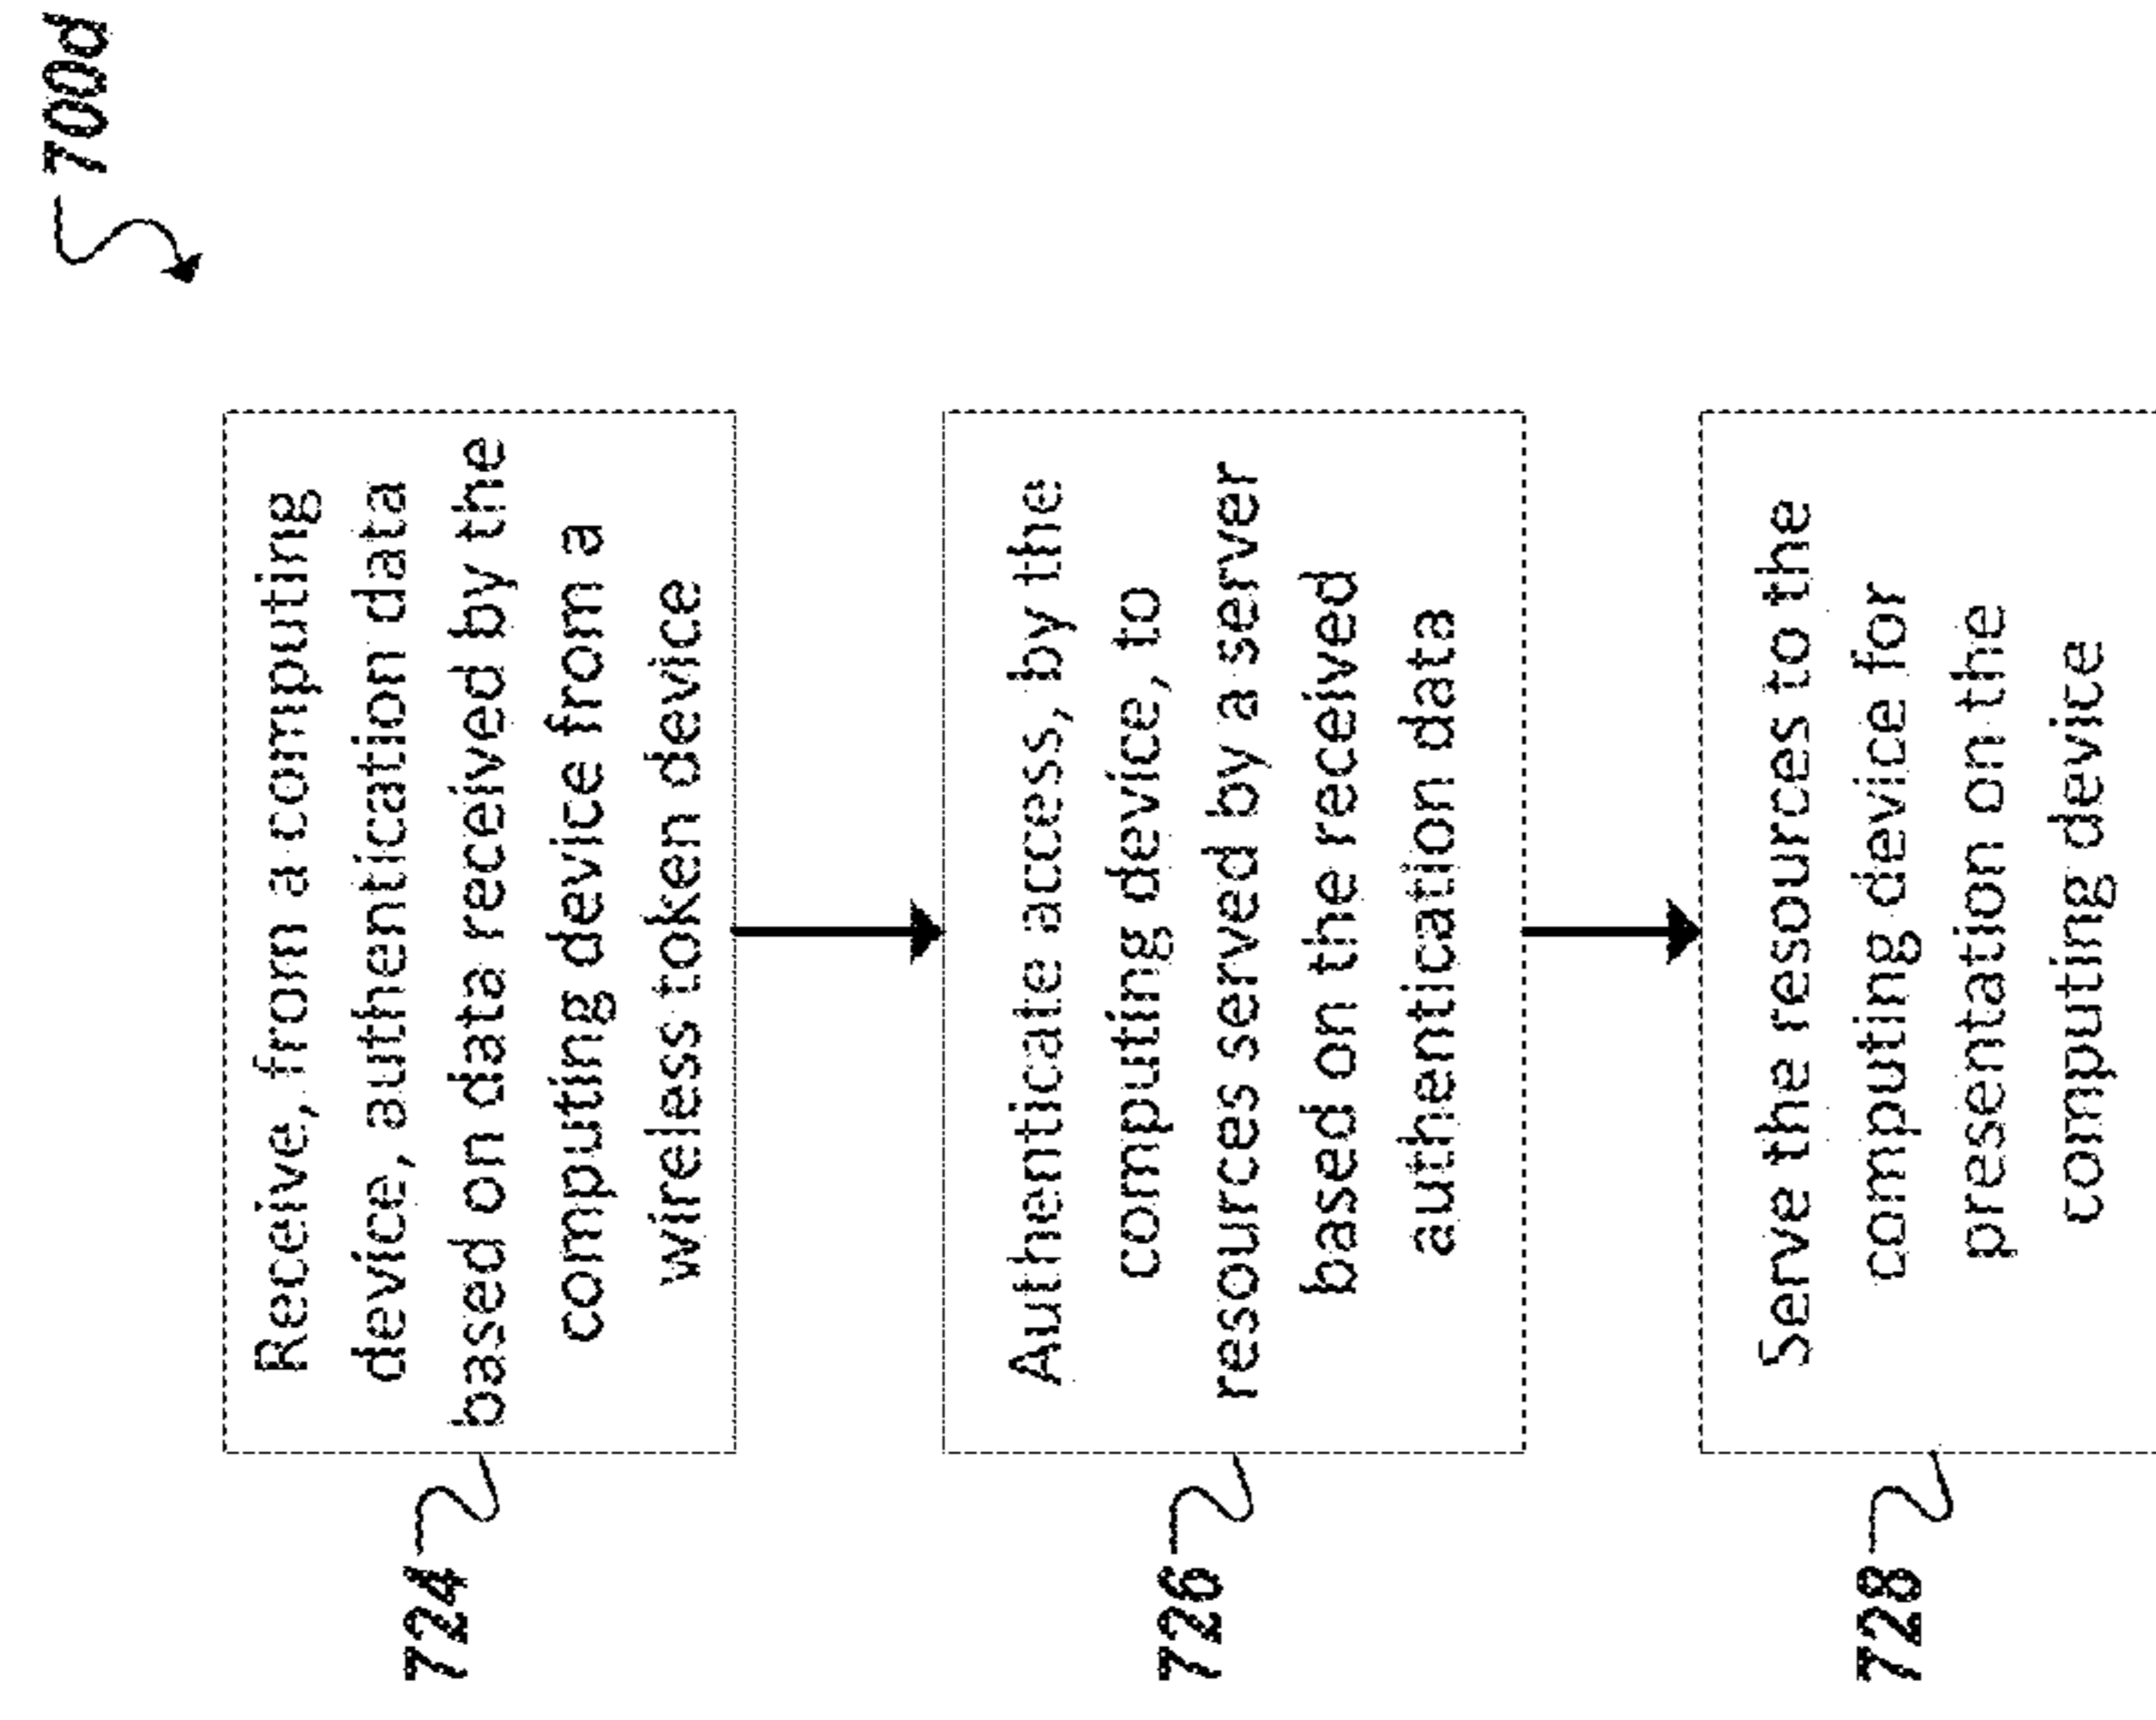 700d
724
Receive, from a computing
device, authentication data
based on data received by the
computing device from a
wireless token device
726
Authenticate access, by the
computing device, to
resources served by a server
based on the received
authentication data
728
Serve the resources to the
computing device for
presentation on the
computing device